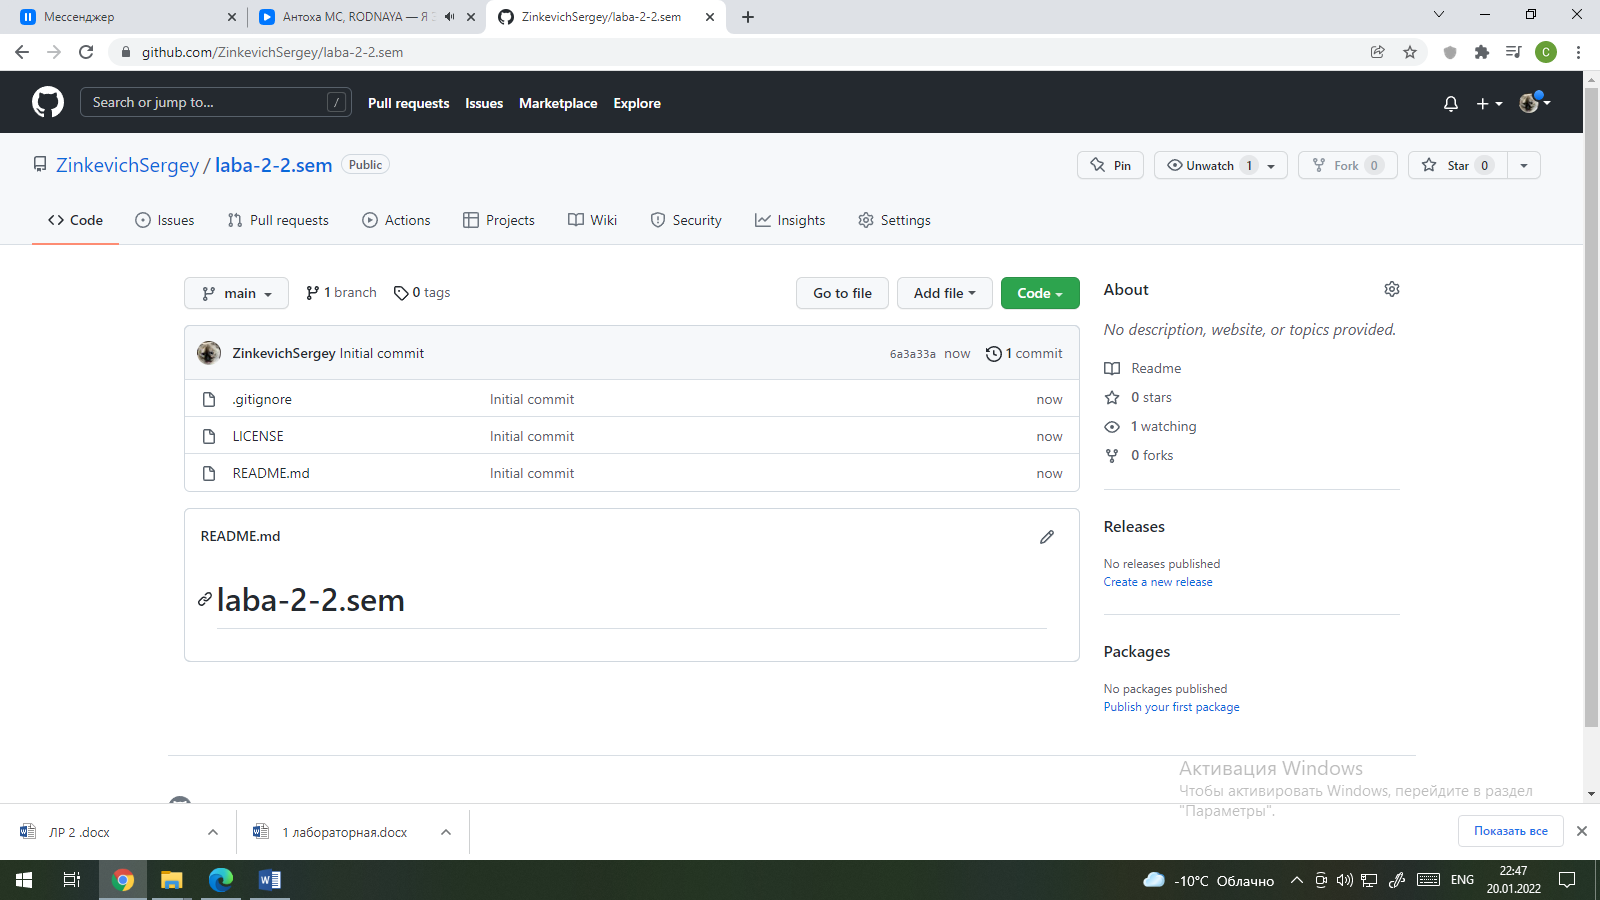 Мессенджер
Антоха МС, RODNAYA — Я З
ZinkevichSergey/laba-2-2.sem
github.com/ZinkevichSergey/laba-2-2.sem
С
Search or jump to...
/
Pull requests
Issues
Marketplace
Explore
ZinkevichSergey / laba-2-2.sem
Public
Pin
Unwatch 1
Fork 0
Star 0
Code
Issues
Pull requests
Actions
Projects
Wiki
Security
Insights
Settings
main
1 branch
0 tags
Go to file
Add file
Code
ZinkevichSergey Initial commit
6a3a33a now
1 commit
.gitignore Initial commit now
LICENSE Initial commit now
README.md Initial commit now
README.md
laba-2-2.sem
About
No description, website, or topics provided.
Readme
0 stars
1 watching
0 forks
Releases
No releases published
Create a new release
Packages
No packages published
Publish your first package
Активация Windows
Чтобы активировать Windows, перейдите в раздел
"Параметры".
ЛР 2 .docx
1 лабораторная.docx
Показать все
-10°C Облачно
ENG
22:47
20.01.2022